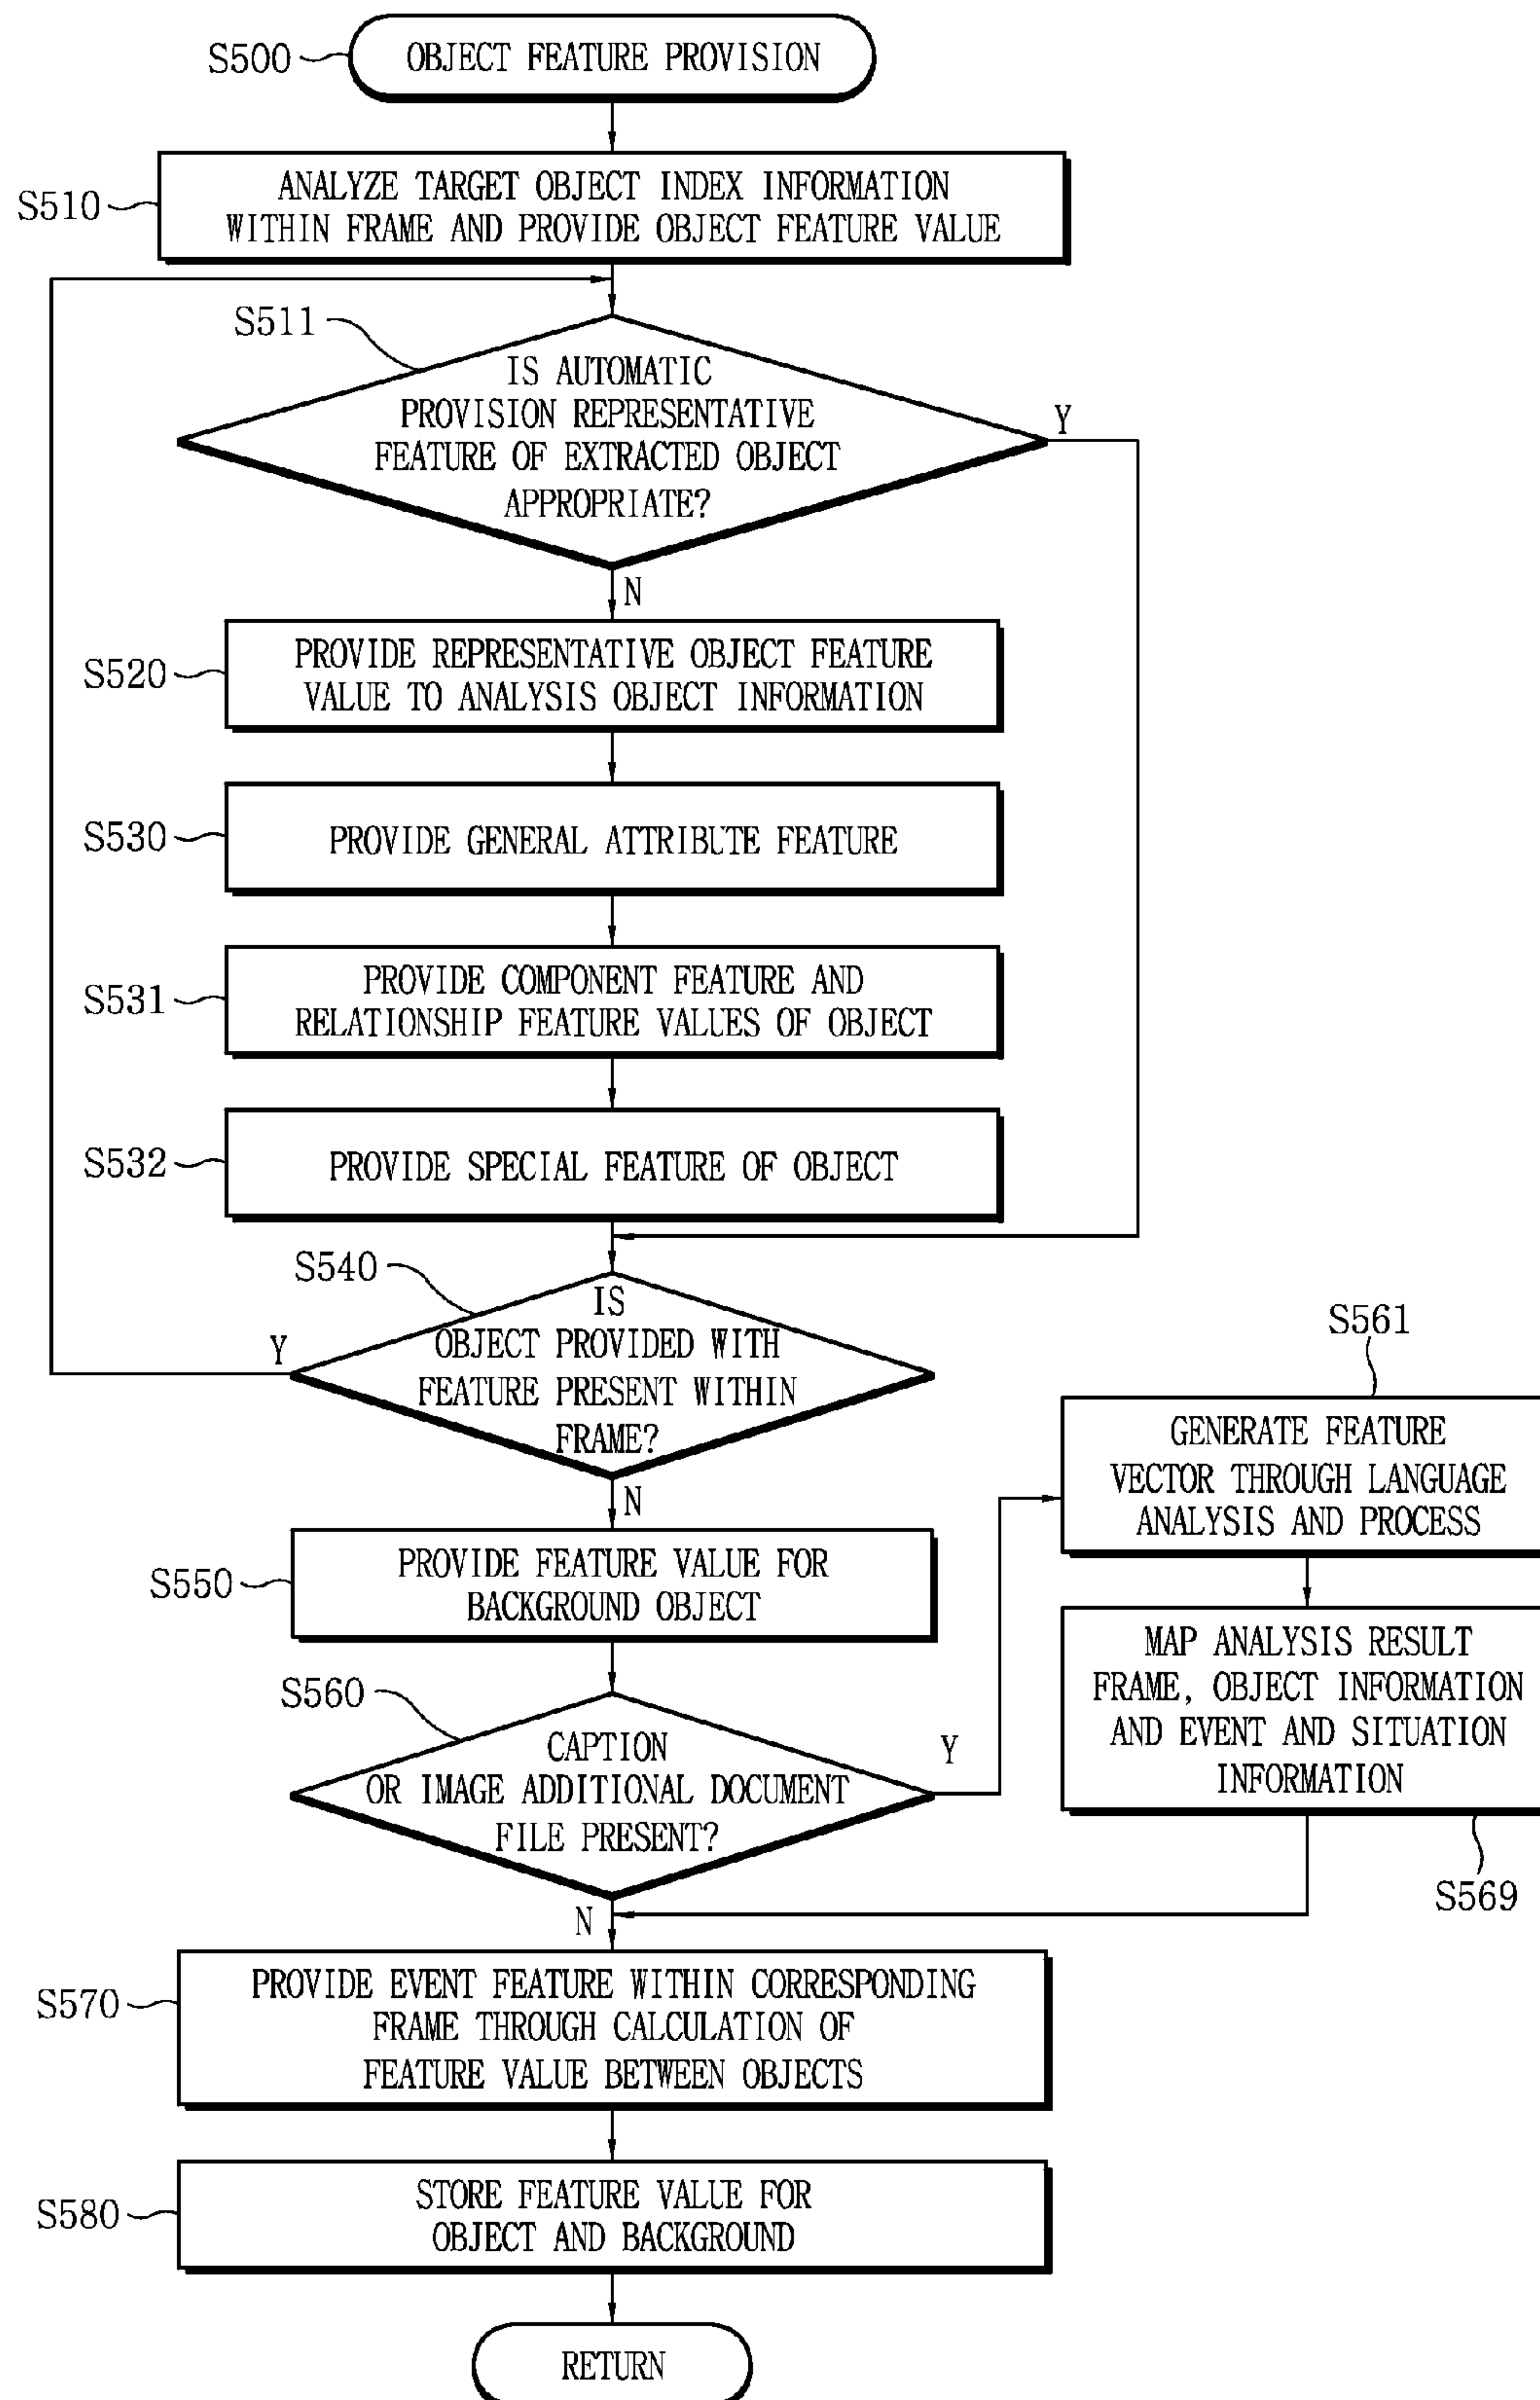 S500
OBJECT FEATURE PROVISION
S510
ANALYZE TARGET OBJECT INDEX INFORMATION
WITHIN FRAME AND PROVIDE OBJECT FEATURE VALUE
S511
IS AUTOMATIC
PROVISION REPRESENTATIVE
FEATURE OF EXTRACTED OBJECT
APPROPRIATE?
Y
N
S520
PROVIDE REPRESENTATIVE OBJECT FEATURE
VALUE TO ANALYSIS OBJECT INFORMATION
S530
PROVIDE GENERAL ATTRIBUTE FEATURE
S531
PROVIDE COMPONENT FEATURE AND
RELATIONSHIP FEATURE VALUES OF OBJECT
S532
PROVIDE SPECIAL FEATURE OF OBJECT
S540
IS
OBJECT PROVIDED WITH
FEATURE PRESENT WITHIN
FRAME?
Y
N
S550
PROVIDE FEATURE VALUE FOR
BACKGROUND OBJECT
S560
CAPTION
OR IMAGE ADDITIONAL DOCUMENT
FILE PRESENT?
Y
S561
GENERATE FEATURE
VECTOR THROUGH LANGUAGE
ANALYSIS AND PROCESS
MAP ANALYSIS RESULT
FRAME, OBJECT INFORMATION
AND EVENT AND SITUATION
INFORMATION
S569
N
S570
PROVIDE EVENT FEATURE WITHIN CORRESPONDING
FRAME THROUGH CALCULATION OF
FEATURE VALUE BETWEEN OBJECTS
S580
STORE FEATURE VALUE FOR
OBJECT AND BACKGROUND
RETURN